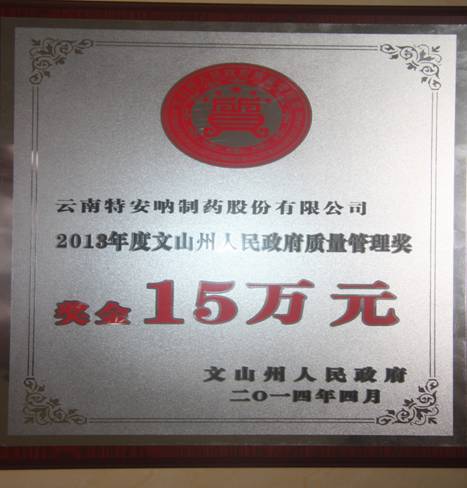 云南特安呐制药股份有限公司
2013年度文山州人民政府质量管理奖
奖金15万元
文山州人民政府
二〇一四年四月